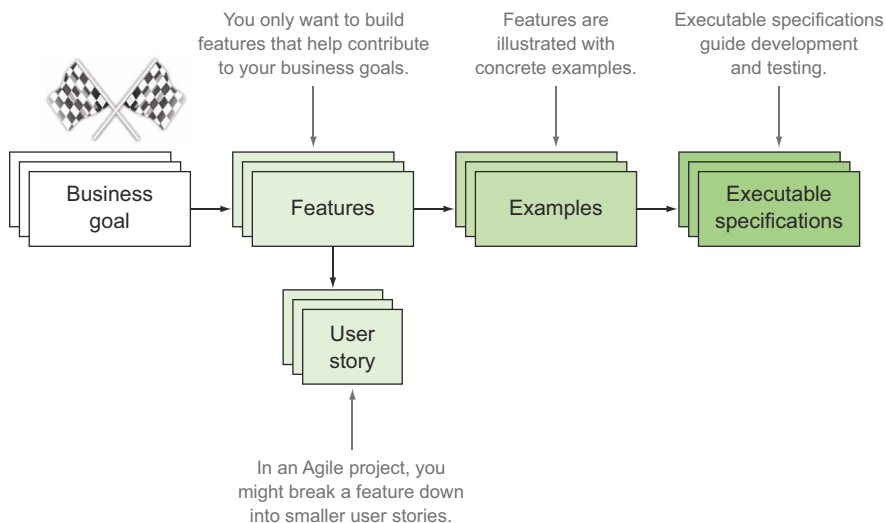 You only want to build
features that help contribute
to your business goals.
Features are
illustrated with
concrete examples.
Executable specifications
guide development
and testing.
Business
goal
Features
Examples
Executable
specifications
User
story
In an Agile project, you
might break a feature down
into smaller user stories.